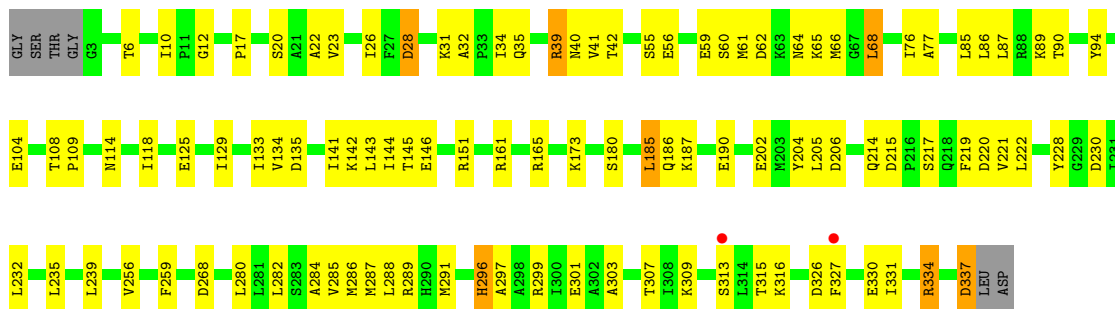 GLY SER THR GLY G3 T6 I10 P11 G12 P17 S20 A21 A22 V23 I26 F27 D28 K31 A32 P33 I34 Q35 R39 N40 V41 T42 S55 E56 E59 S60 M61 D62 K63 N64 K65 M66 G67 L68 I76 A77 L85 L86 L87 R88 K89 T90 Y94
E104 T108 P109 N114 I118 E125 I129 I133 V134 D135 I141 K142 L143 I144 T145 E146 R151 R161 R165 K173 S180 L185 Q186 K187 E190 E202 M203 Y204 L205 D206 Q214 D215 P216 S217 Q218 F219 D220 V221 L222 Y228 G229 D230 I231
L232 L235 L239 V256 F259 D268 L280 L281 L282 S283 A284 V285 M286 M287 L288 R289 H290 M291 H296 A297 A298 R299 I300 E301 A302 A303 T307 I308 K309 S313 L314 T315 K316 D326 F327 E330 I331 R334 D337 LEU ASP